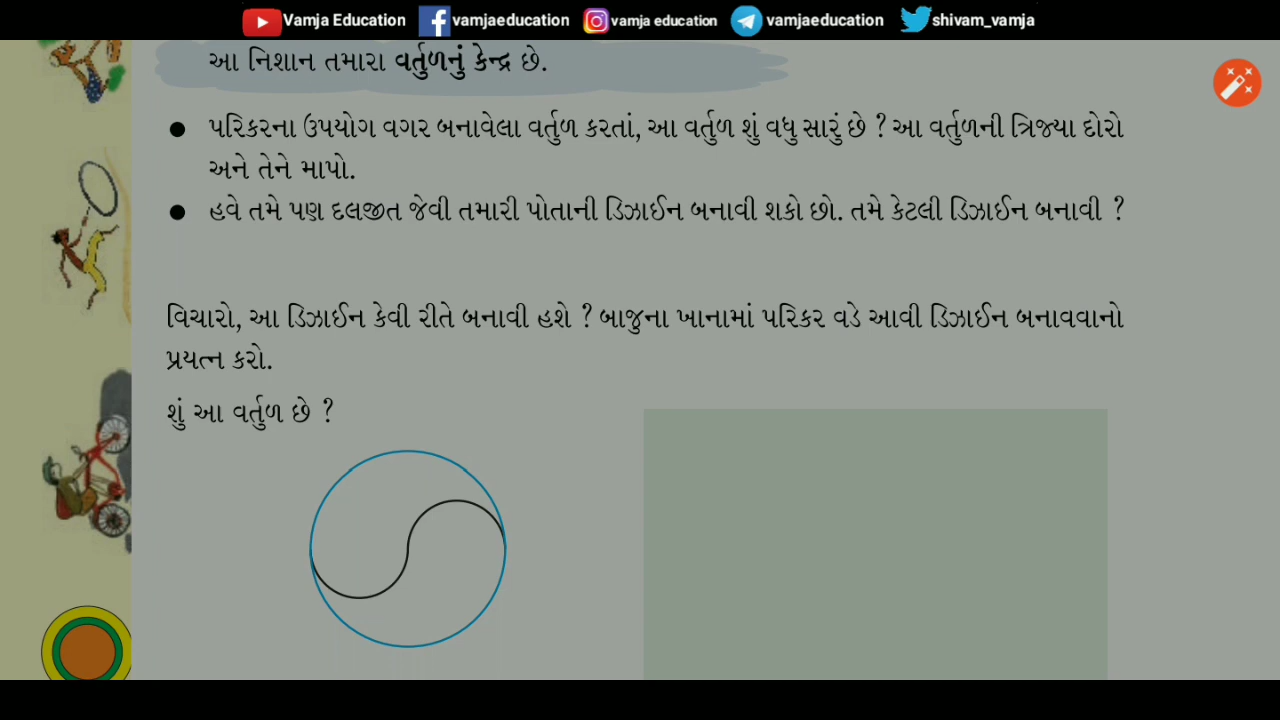 Vamja Education vamjaeducation vamja education vamjaeducation shivam_vamja
આ નિશાન તમારા વર્તુળનું કેન્દ્ર છે.
● પરિકરના ઉપયોગ વગર બનાવેલા વર્તુળ કરતાં, આ વર્તુળ શું વધુ સારું છે ? આ વર્તુળની ત્રિજ્યા દોરો
અને તેને માપો.
● હવે તમે પણ દલજીત જેવી તમારી પોતાની ડિઝાઈન બનાવી શકો છો. તમે કેટલી ડિઝાઈન બનાવી ?
વિચારો, આ ડિઝાઈન કેવી રીતે બનાવી હશે ? બાજુના ખાનામાં પરિકર વડે આવી ડિઝાઈન બનાવવાનો
પ્રયત્ન કરો.
શું આ વર્તુળ છે ?